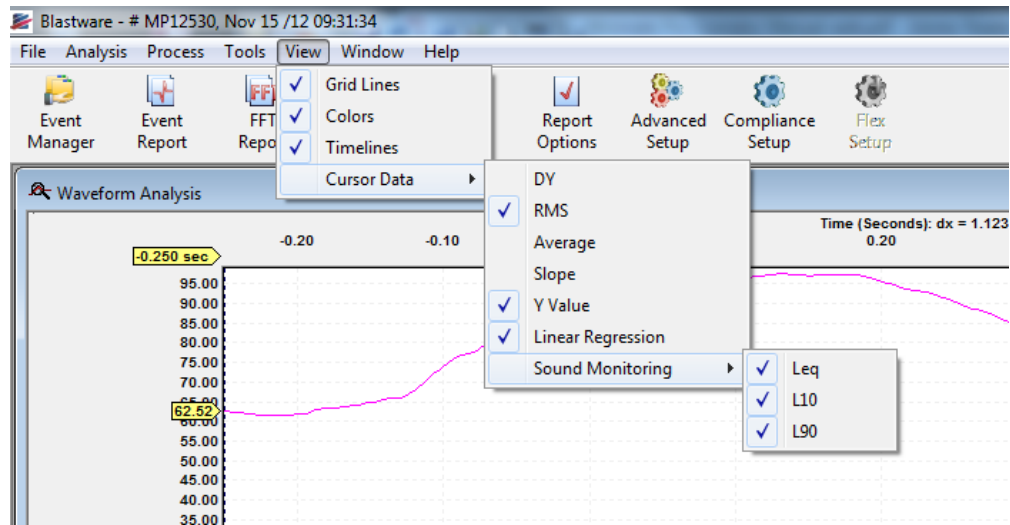 Blastware - # MP12530, Nov 15 /12 09:31:34
File Analysis Process Tools View Window Help
Event Manager
Event Report
FFT
Report Options
Advanced Setup
Compliance Setup
Flex Setup
Grid Lines
Colors
Timelines
Cursor Data
DY
RMS
Average
Slope
Y Value
Linear Regression
Sound Monitoring
Leq
L10
L90
Waveform Analysis
Time (Seconds): dx = 1.123
-0.20 -0.10 0.20
-0.250 sec
95.00
90.00
85.00
80.00
75.00
70.00
62.52
60.00
55.00
50.00
45.00
40.00
35.00